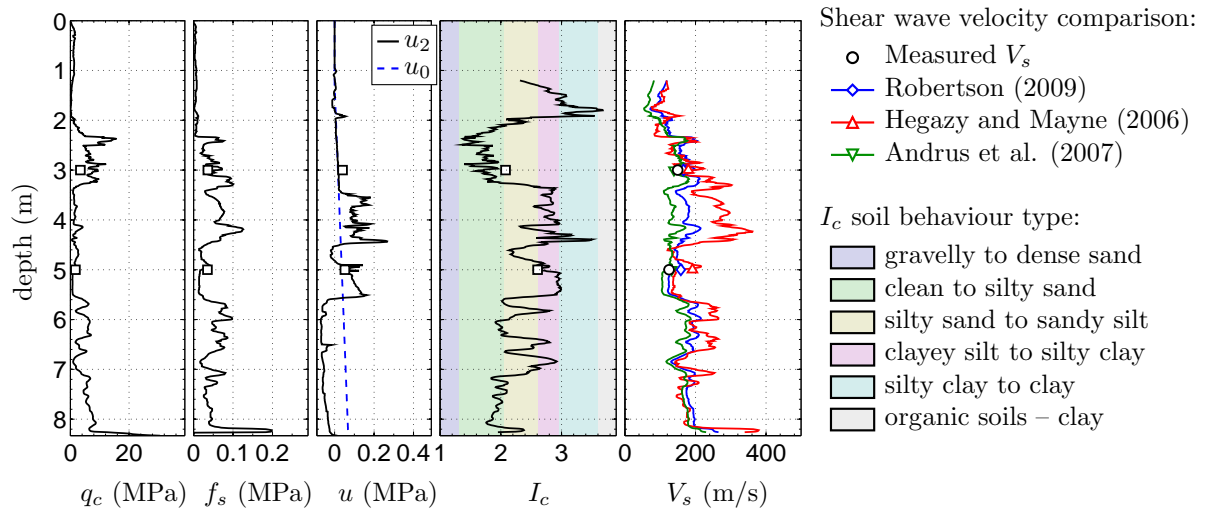 0
1
2
3
4
5
6
7
8
depth (m)
0 20
q_c (MPa)
0 0.1 0.2
f_s (MPa)
u_2
u_0
0 0.2 0.4
u (MPa)
1 2 3
I_c
0 200 400
V_s (m/s)
Shear wave velocity comparison:
Measured V_s
Robertson (2009)
Hegazy and Mayne (2006)
Andrus et al. (2007)
I_c soil behaviour type:
gravelly to dense sand
clean to silty sand
silty sand to sandy silt
clayey silt to silty clay
silty clay to clay
organic soils – clay